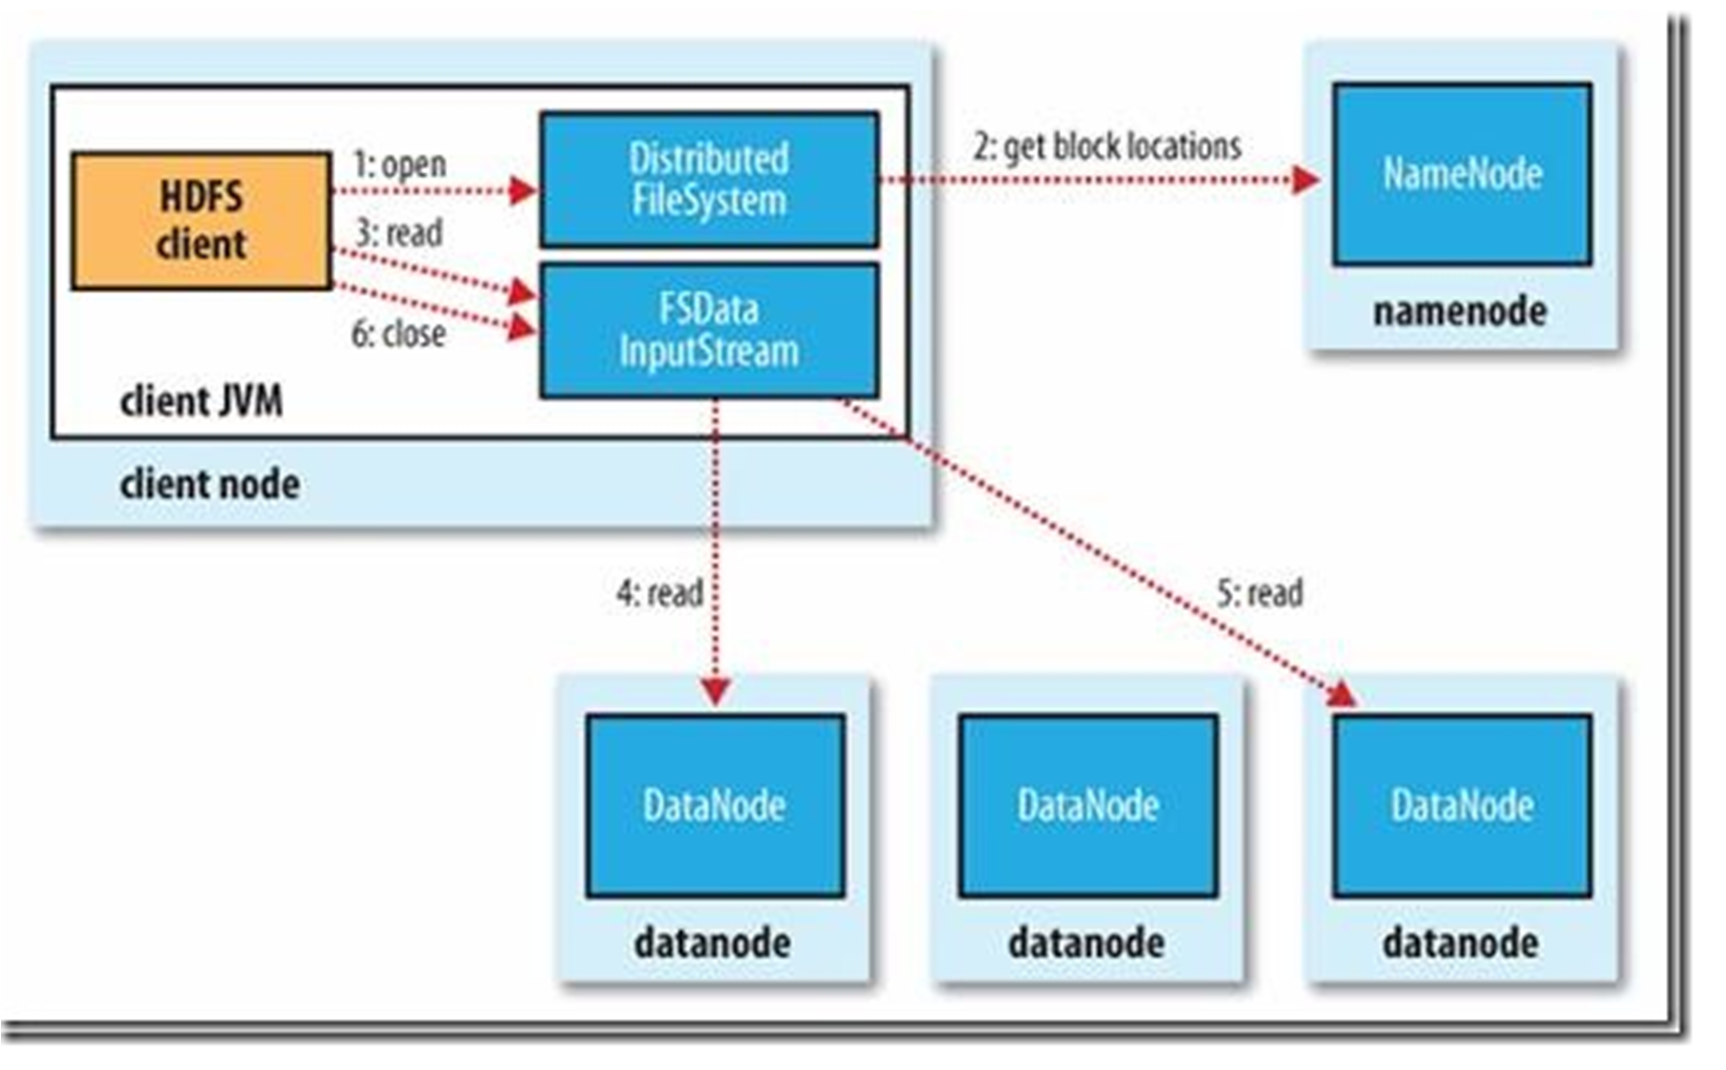 1: open
HDFS
client
3: read
6: close
Distributed
FileSystem
FSData
InputStream
client JVM
client node
2: get block locations
NameNode
namenode
4: read
5: read
DataNode
datanode
DataNode
datanode
DataNode
datanode